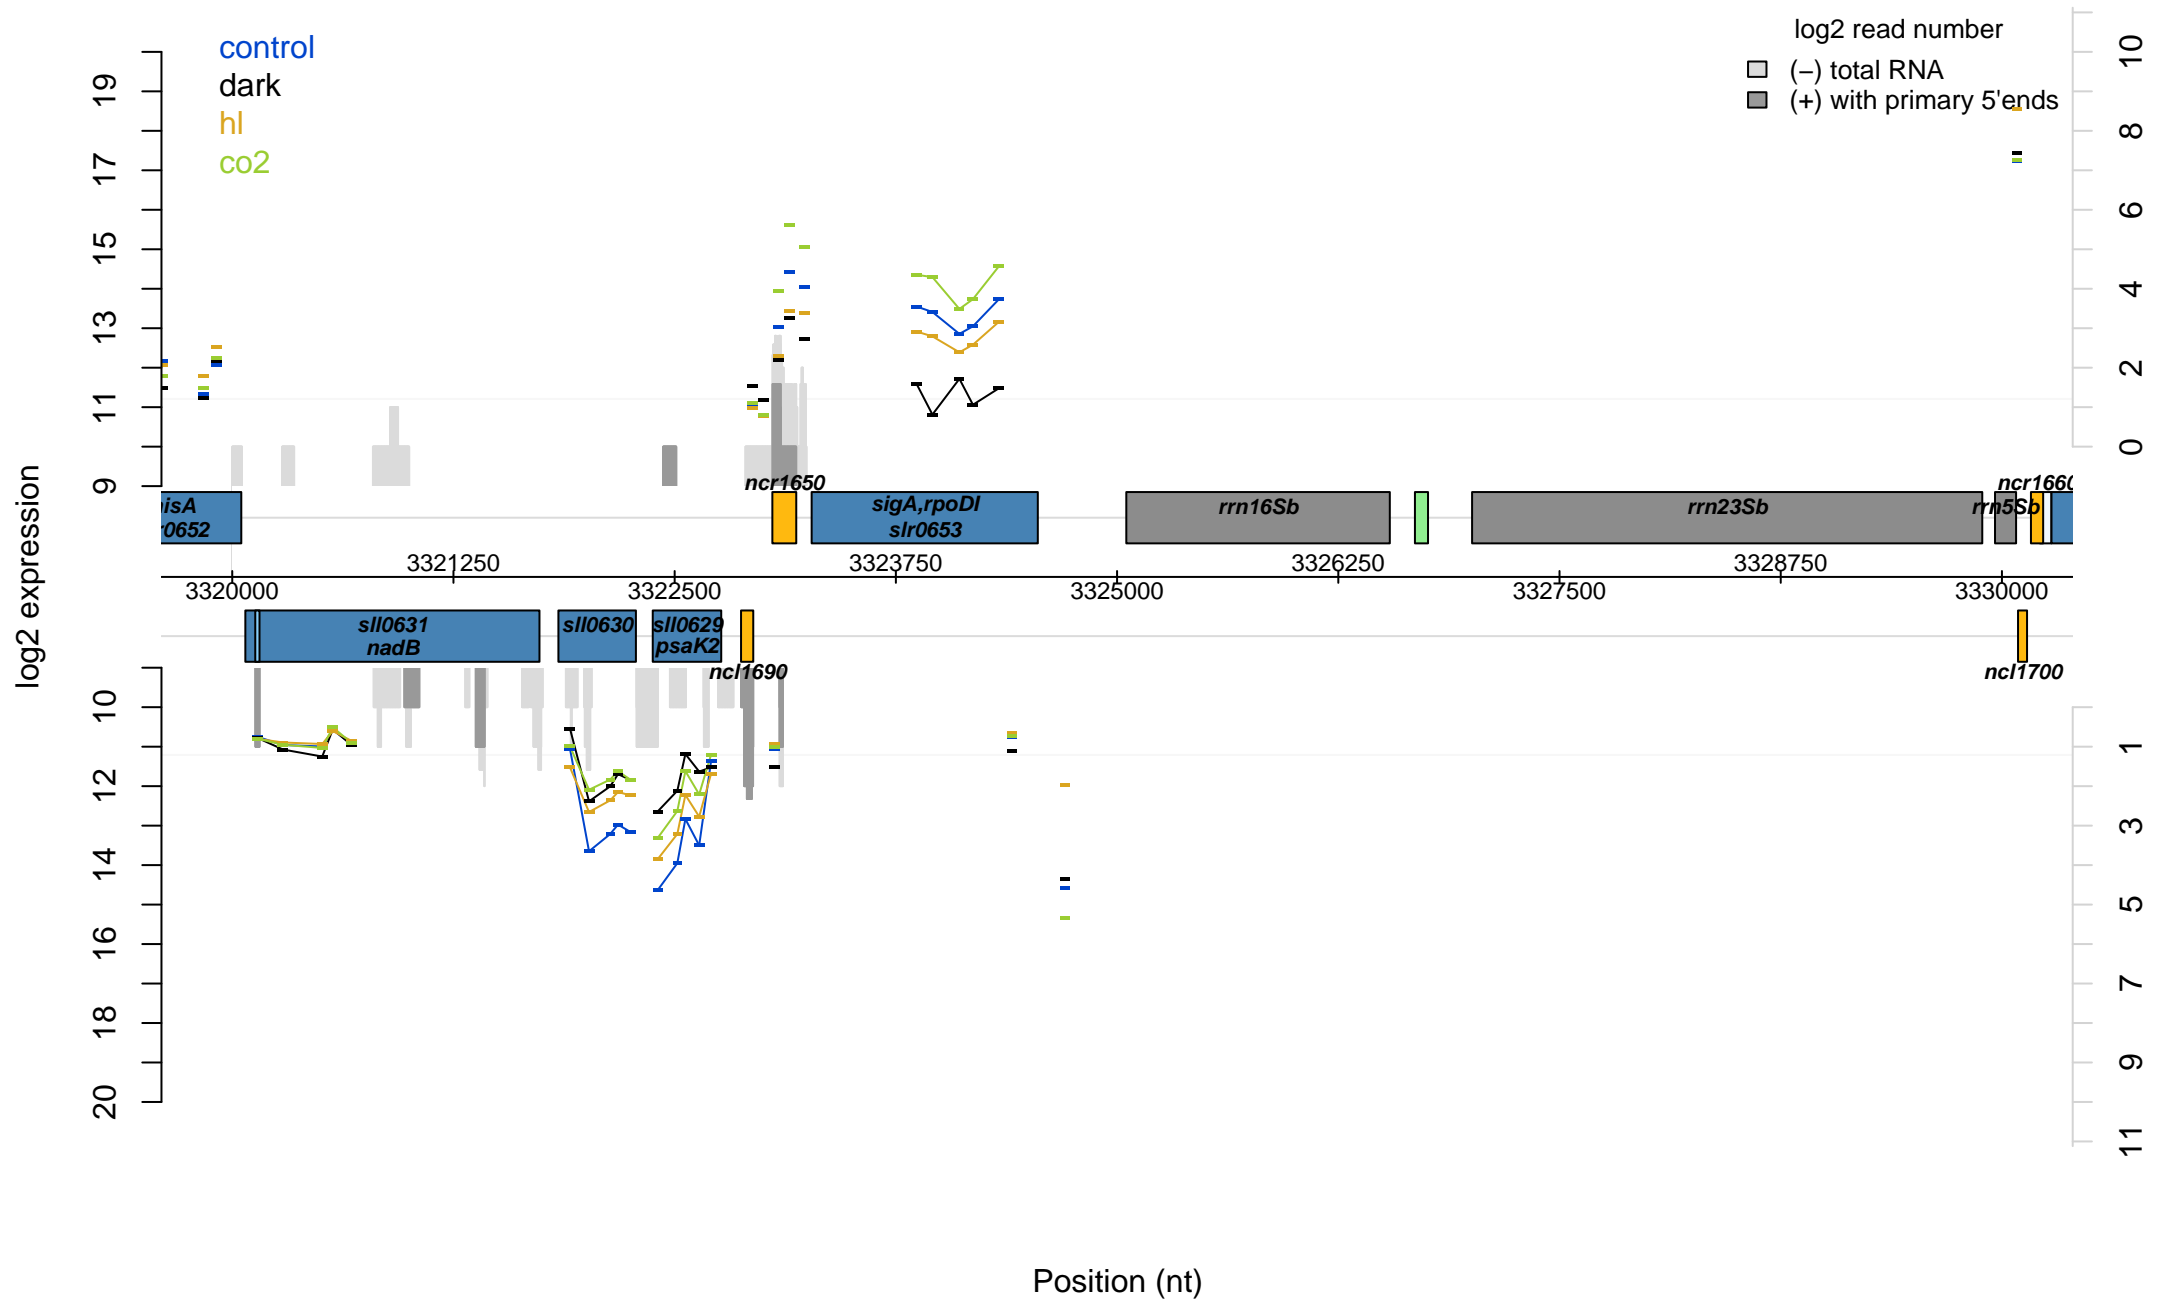 control
dark
hl
co2
log2 read number
(−) total RNA
(+) with primary 5'ends
19
17
15
13
11
9
10
8
6
4
2
0
log2 expression
ncr1650
ncr1660
isA
0652
sigA,rpoDI
slr0653
rrn16Sb
rrn23Sb
rrn5Sb
3321250
3323750
3326250
3328750
3320000
3322500
3325000
3327500
3330000
sll0631
nadB
sll0630
sll0629
psaK2
ncl1690
ncl1700
10
12
14
16
18
20
1
3
5
7
9
11
Position (nt)